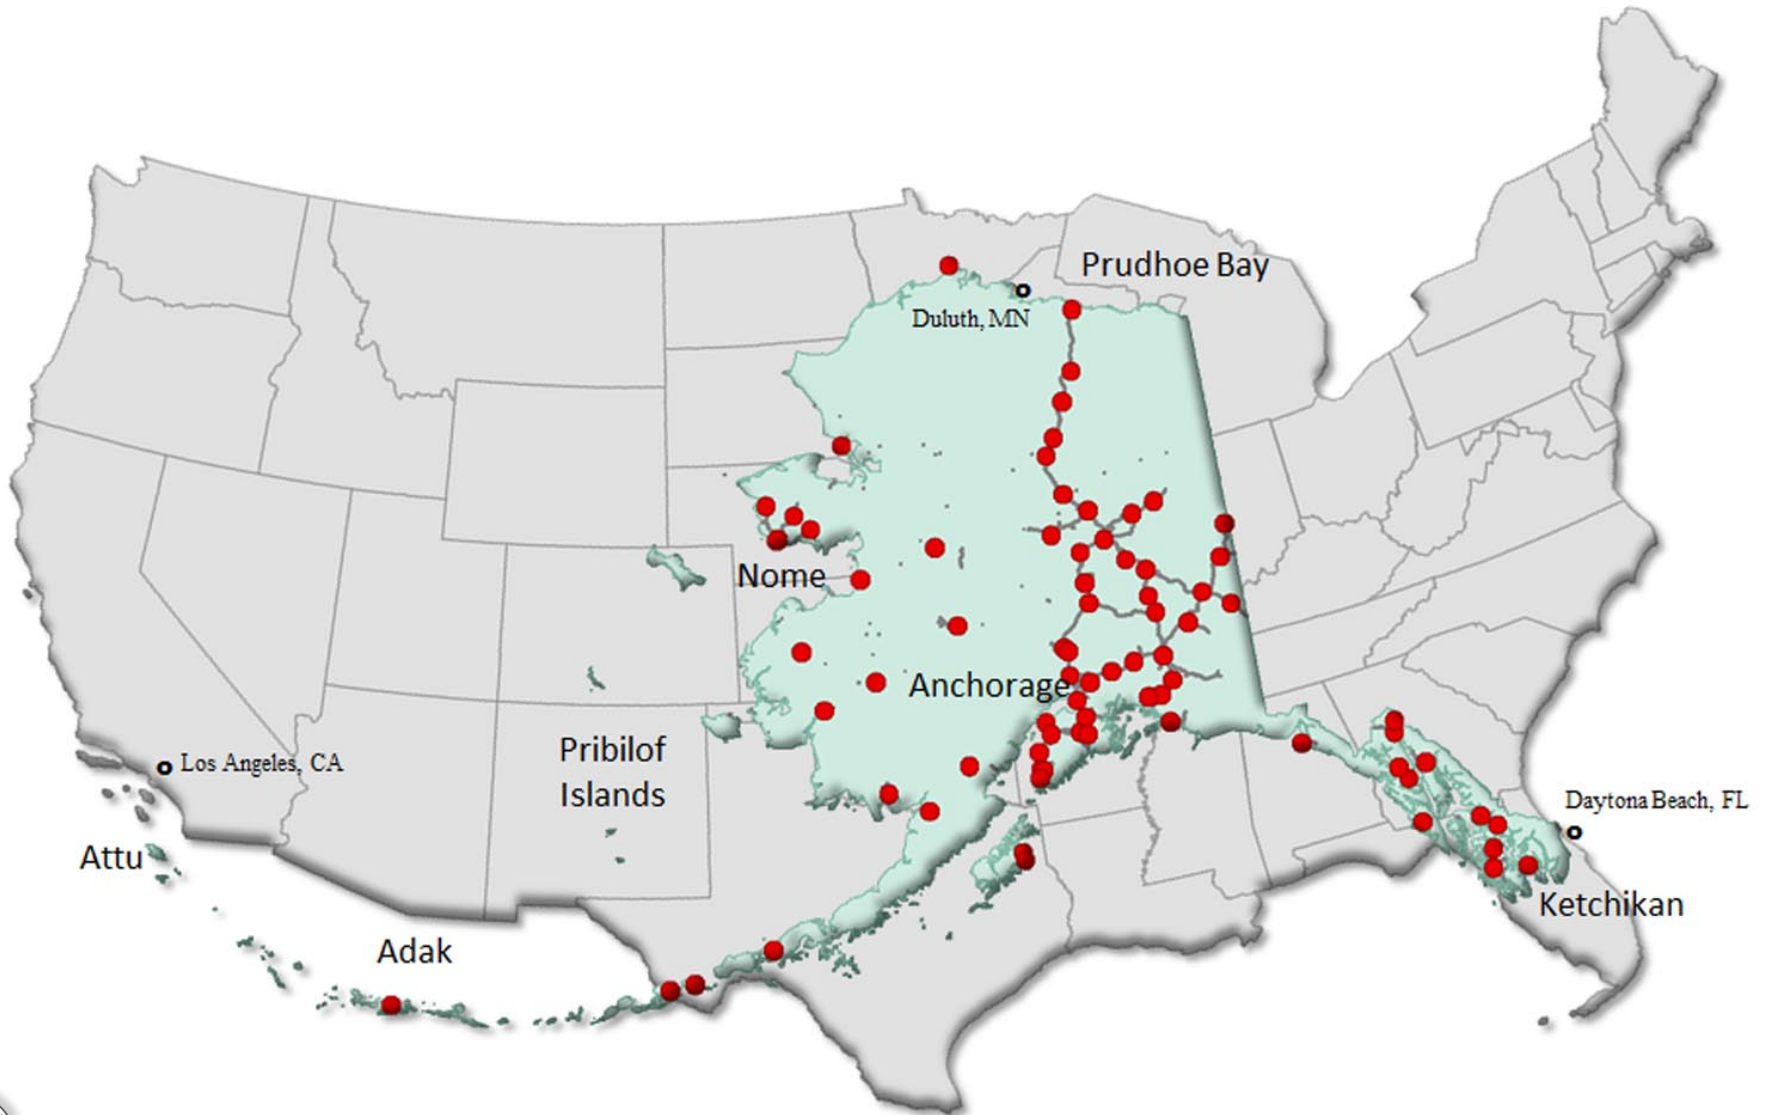 Prudhoe Bay
Duluth, MN
Nome
Anchorage
Pribilof
Islands
Los Angeles, CA
Daytona Beach, FL
Attu
Ketchikan
Adak